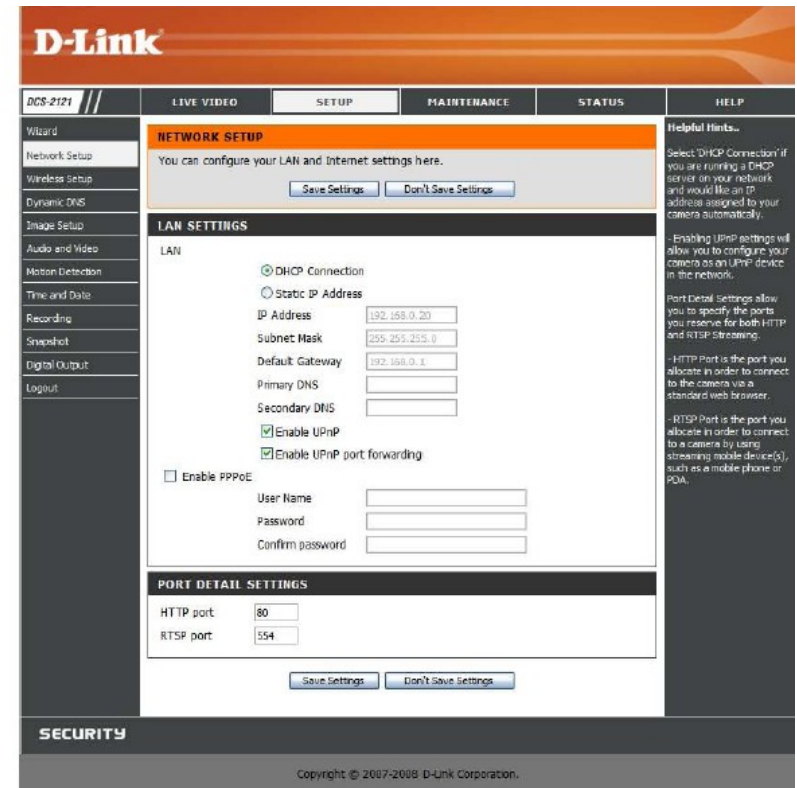 D-Link
DCS-2121
LIVE VIDEO
SETUP
MAINTENANCE
STATUS
HELP
Wizard
Network Setup
Wireless Setup
Dynamic DNS
Image Setup
Audio and Video
Motion Detection
Time and Date
Recording
Snapshot
Digital Output
Logout
NETWORK SETUP
You can configure your LAN and Internet settings here.
Save Settings
Don't Save Settings
LAN SETTINGS
LAN
DHCP Connection
Static IP Address
IP Address 192.168.0.20
Subnet Mask 255.255.255.0
Default Gateway 192.168.0.1
Primary DNS
Secondary DNS
Enable UPnP
Enable UPnP port forwarding
Enable PPPoE
User Name
Password
Confirm password
PORT DETAIL SETTINGS
HTTP port 80
RTSP port 554
Save Settings
Don't Save Settings
Helpful Hints..
Select 'DHCP Connection' if
you are running a DHCP
server on your network
and would like an IP
address assigned to your
camera automatically.
- Enabling UPnP settings will
allow you to configure your
camera as an UPnP device
in the network.
Port Detail Settings allow
you to specify the ports
you reserve for both HTTP
and RTSP Streaming.
- HTTP Port is the port you
allocate in order to connect
to the camera via a
standard web browser.
- RTSP Port is the port you
allocate in order to connect
to a camera by using
streaming mobile device(s),
such as a mobile phone or
PDA.
SECURITY
Copyright © 2007-2008 D-Link Corporation.